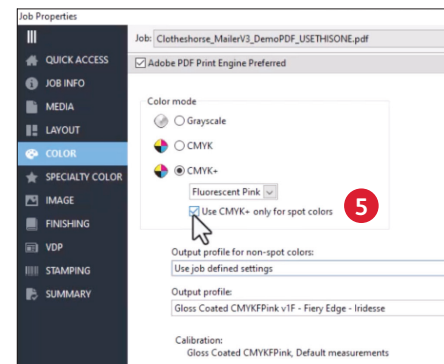 Job Properties
Job: Clotheshorse_MailerV3_DemoPDF_USETHISONE.pdf
QUICK ACCESS
Adobe PDF Print Engine Preferred
JOB INFO
MEDIA
LAYOUT
COLOR
SPECIALTY COLOR
IMAGE
FINISHING
VDP
STAMPING
SUMMARY
Color mode
Grayscale
CMYK
CMYK+
Fluorescent Pink
Use CMYK+ only for spot colors
5
Output profile for non-spot colors:
Use job defined settings
Output profile:
Gloss Coated CMYKFPink v1F - Fiery Edge - Iridesse
Calibration:
Gloss Coated CMYKFPink, Default measurements